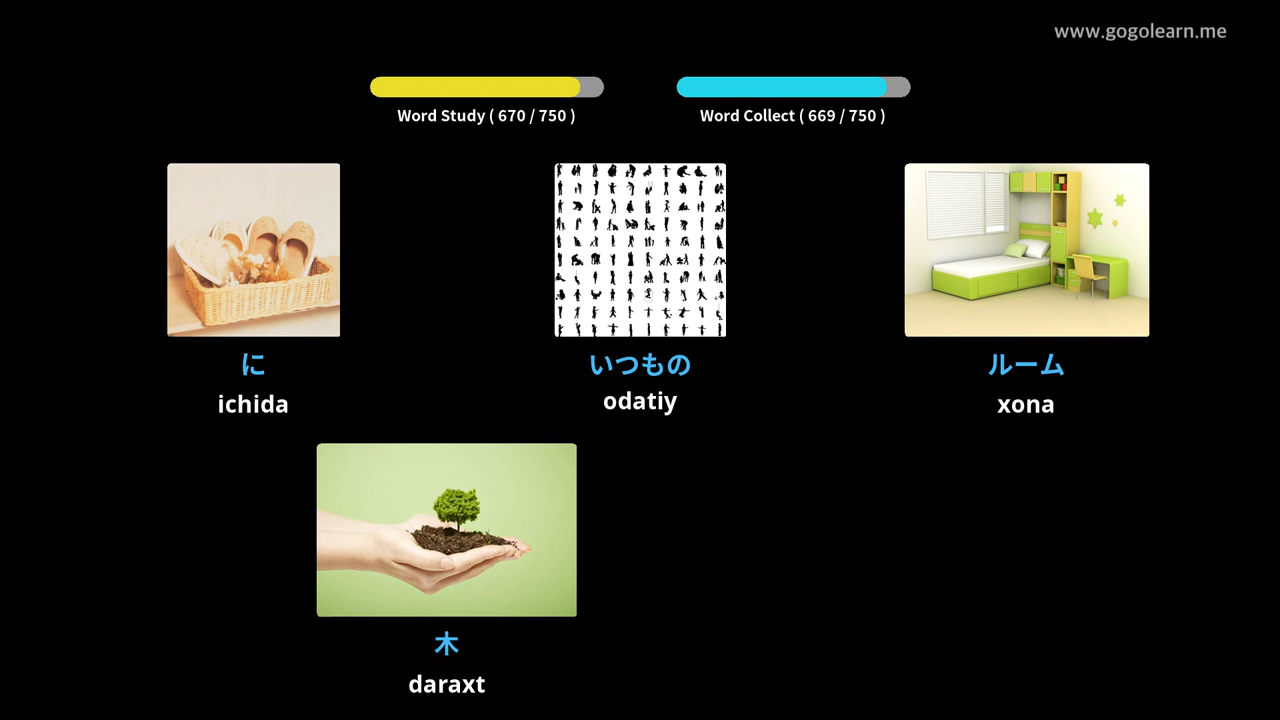 www.gogolearn.me
Word Study ( 670 / 750 )
Word Collect ( 669 / 750 )
に
ichida
いつもの
odatiy
ルーム
xona
木
daraxt